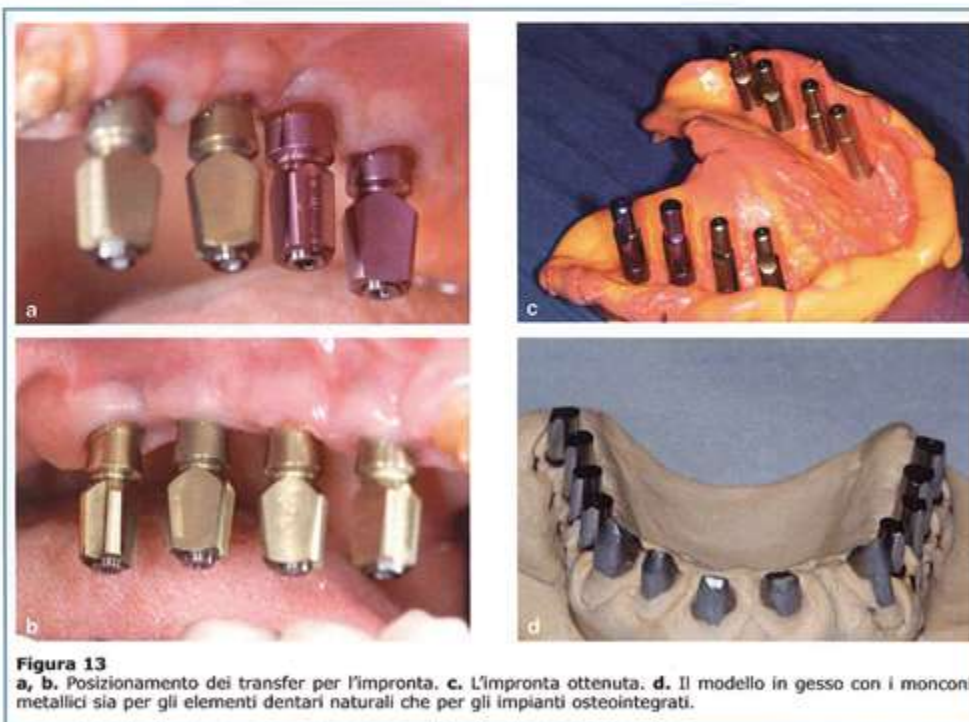 a
c
b
d
Figura 13
a, b. Posizionamento dei transfer per l'impronta. c. L'impronta ottenuta. d. Il modello in gesso con i monconi
metallici sia per gli elementi dentari naturali che per gli impianti osteointegrati.